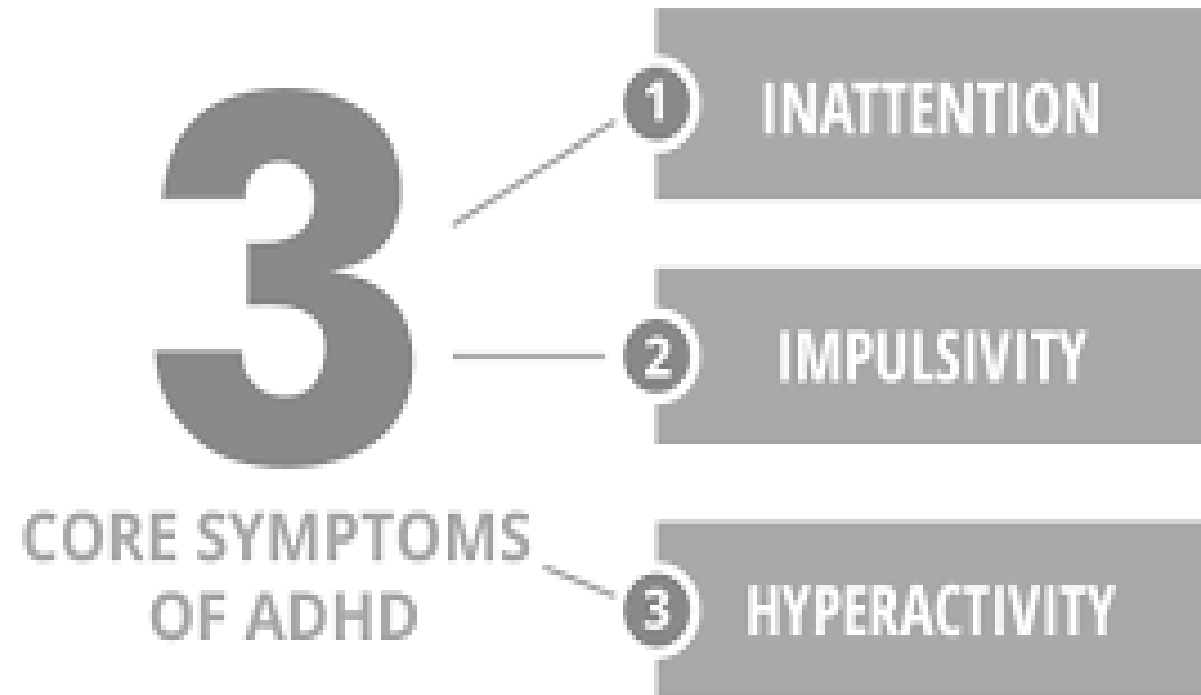 3
CORE SYMPTOMS
OF ADHD
1 INATTENTION
2 IMPULSIVITY
3 HYPERACTIVITY